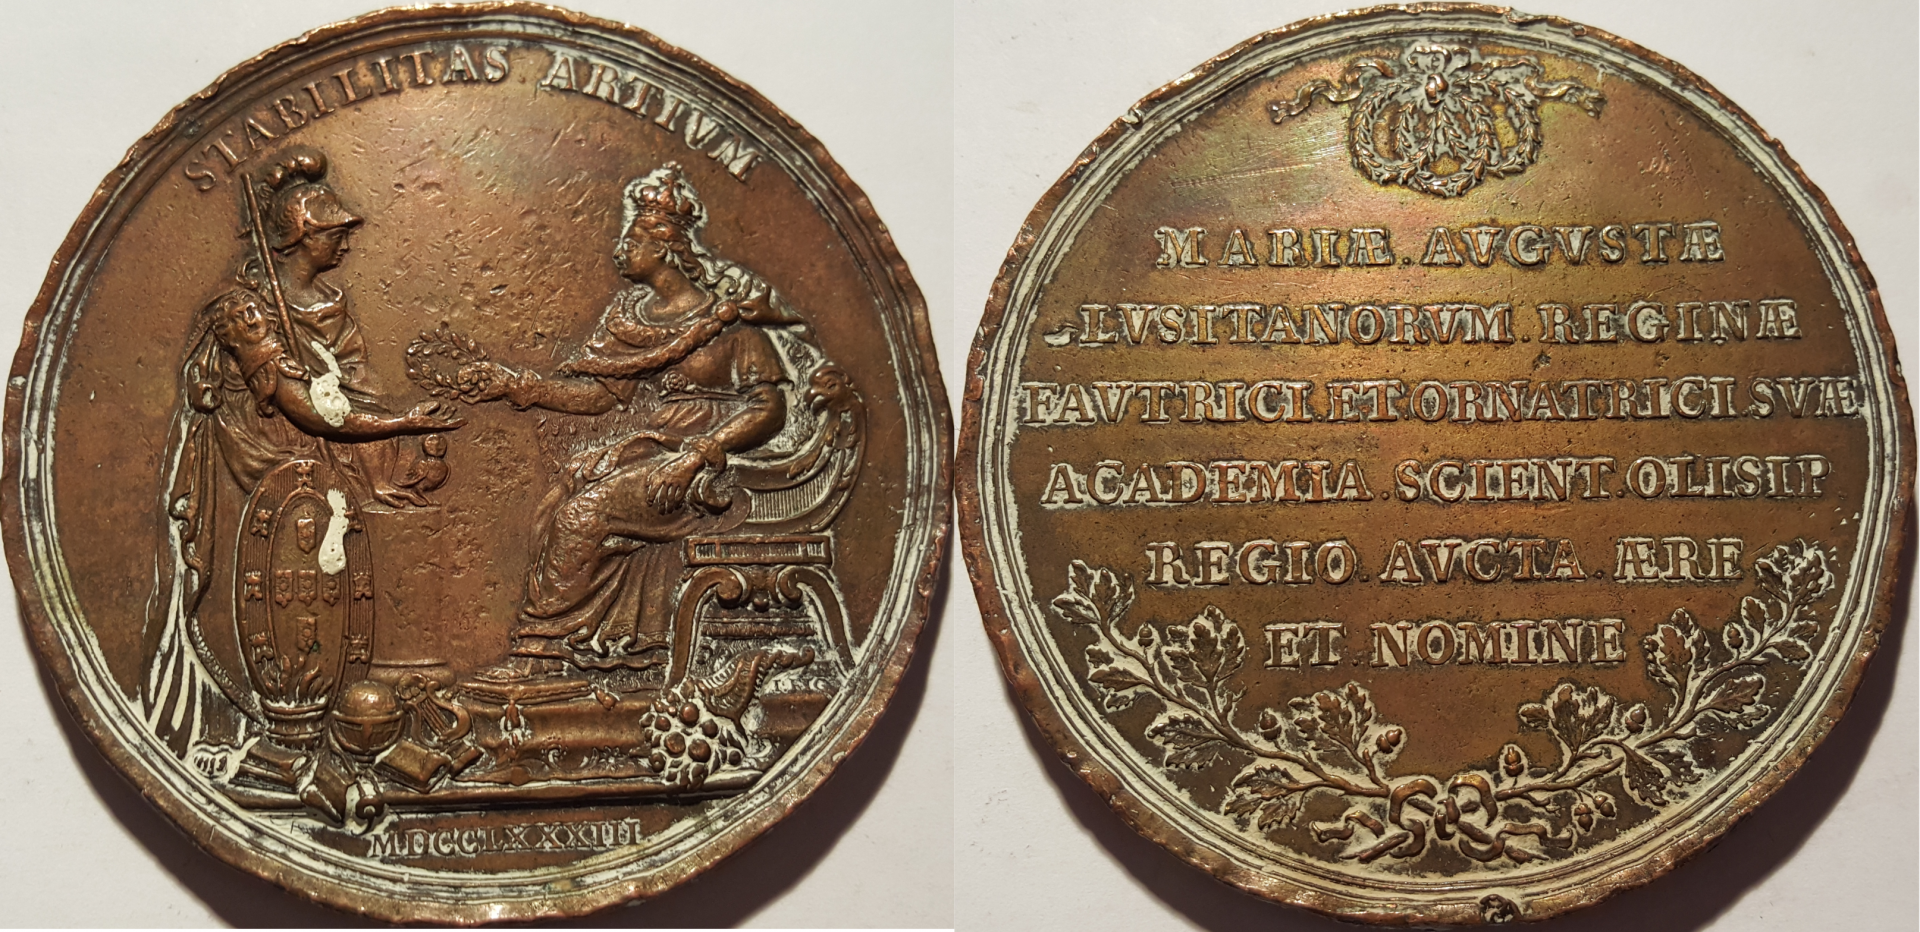 STABILITAS ARTIVM
MDCCLXXXIII
MARIÆ . AVGVSTÆ
LVSITANORVM . REGINÆ
FAVTRICI . ET ORNATRICI . SVÆ
ACADEMIA . SCIENT . OLISIP
REGIO . AVCTA . ÆRE
ET . NOMINE